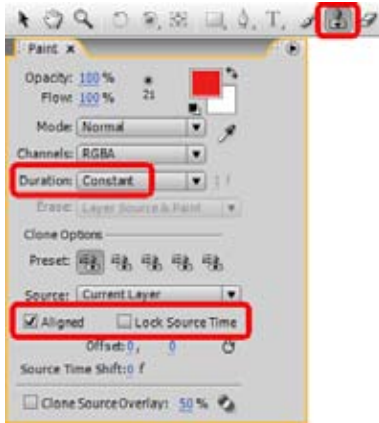 Paint ×
Opacity: 100 %
Flow: 100 % 21
Mode: Normal
Channels: RGBA
Duration: Constant 1 f
Erase: Layer Source & Paint
Clone Options
Preset:
Source: Current Layer
Aligned Lock Source Time
Offset: 0, 0
Source Time Shift: 0 f
Clone Source Overlay: 50 %